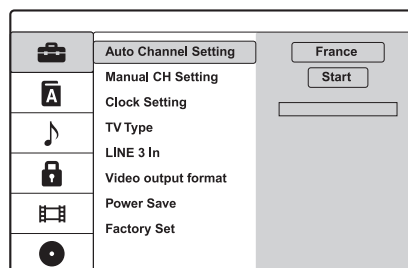 Auto Channel Setting
France
Manual CH Setting
Start
A
Clock Setting
TV Type
LINE 3 In
Video output format
Power Save
Factory Set